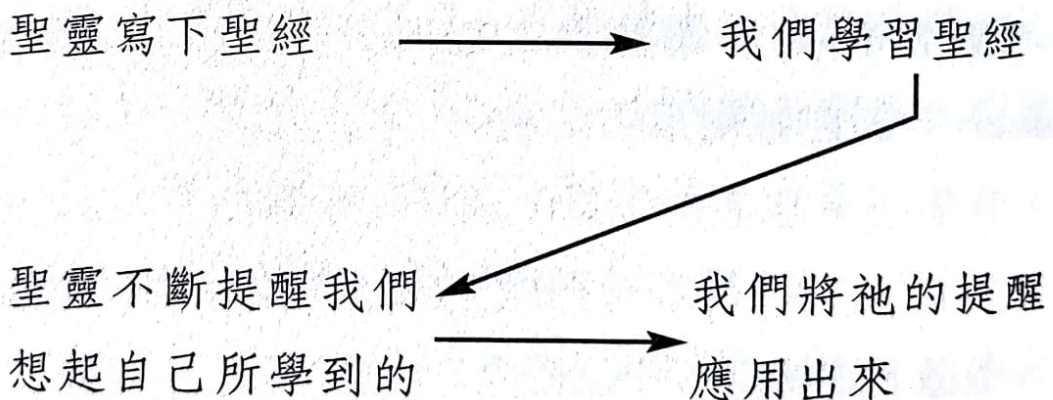 聖靈寫下聖經
我們學習聖經
聖靈不斷提醒我們
想起自己所學到的
我們將祂的提醒
應用出來